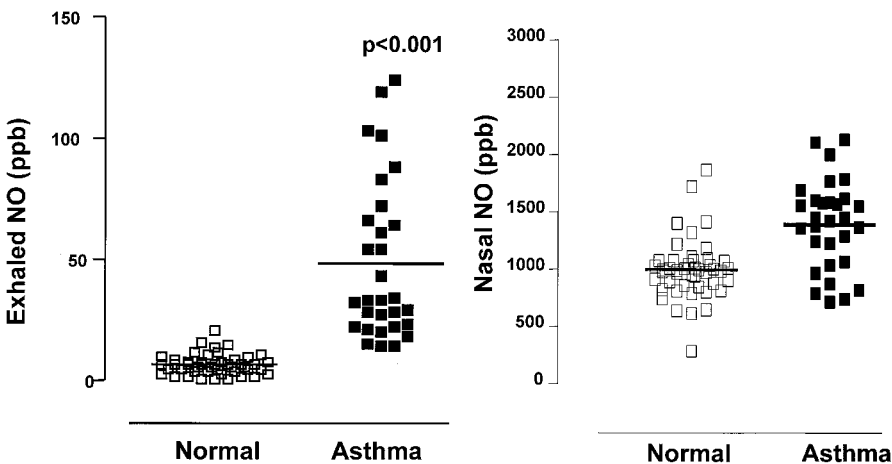 150
p<0.001
100
50
0
Exhaled NO (ppb)
Normal Asthma
3000
2500
2000
1500
1000
500
0
Nasal NO (ppb)
Normal Asthma